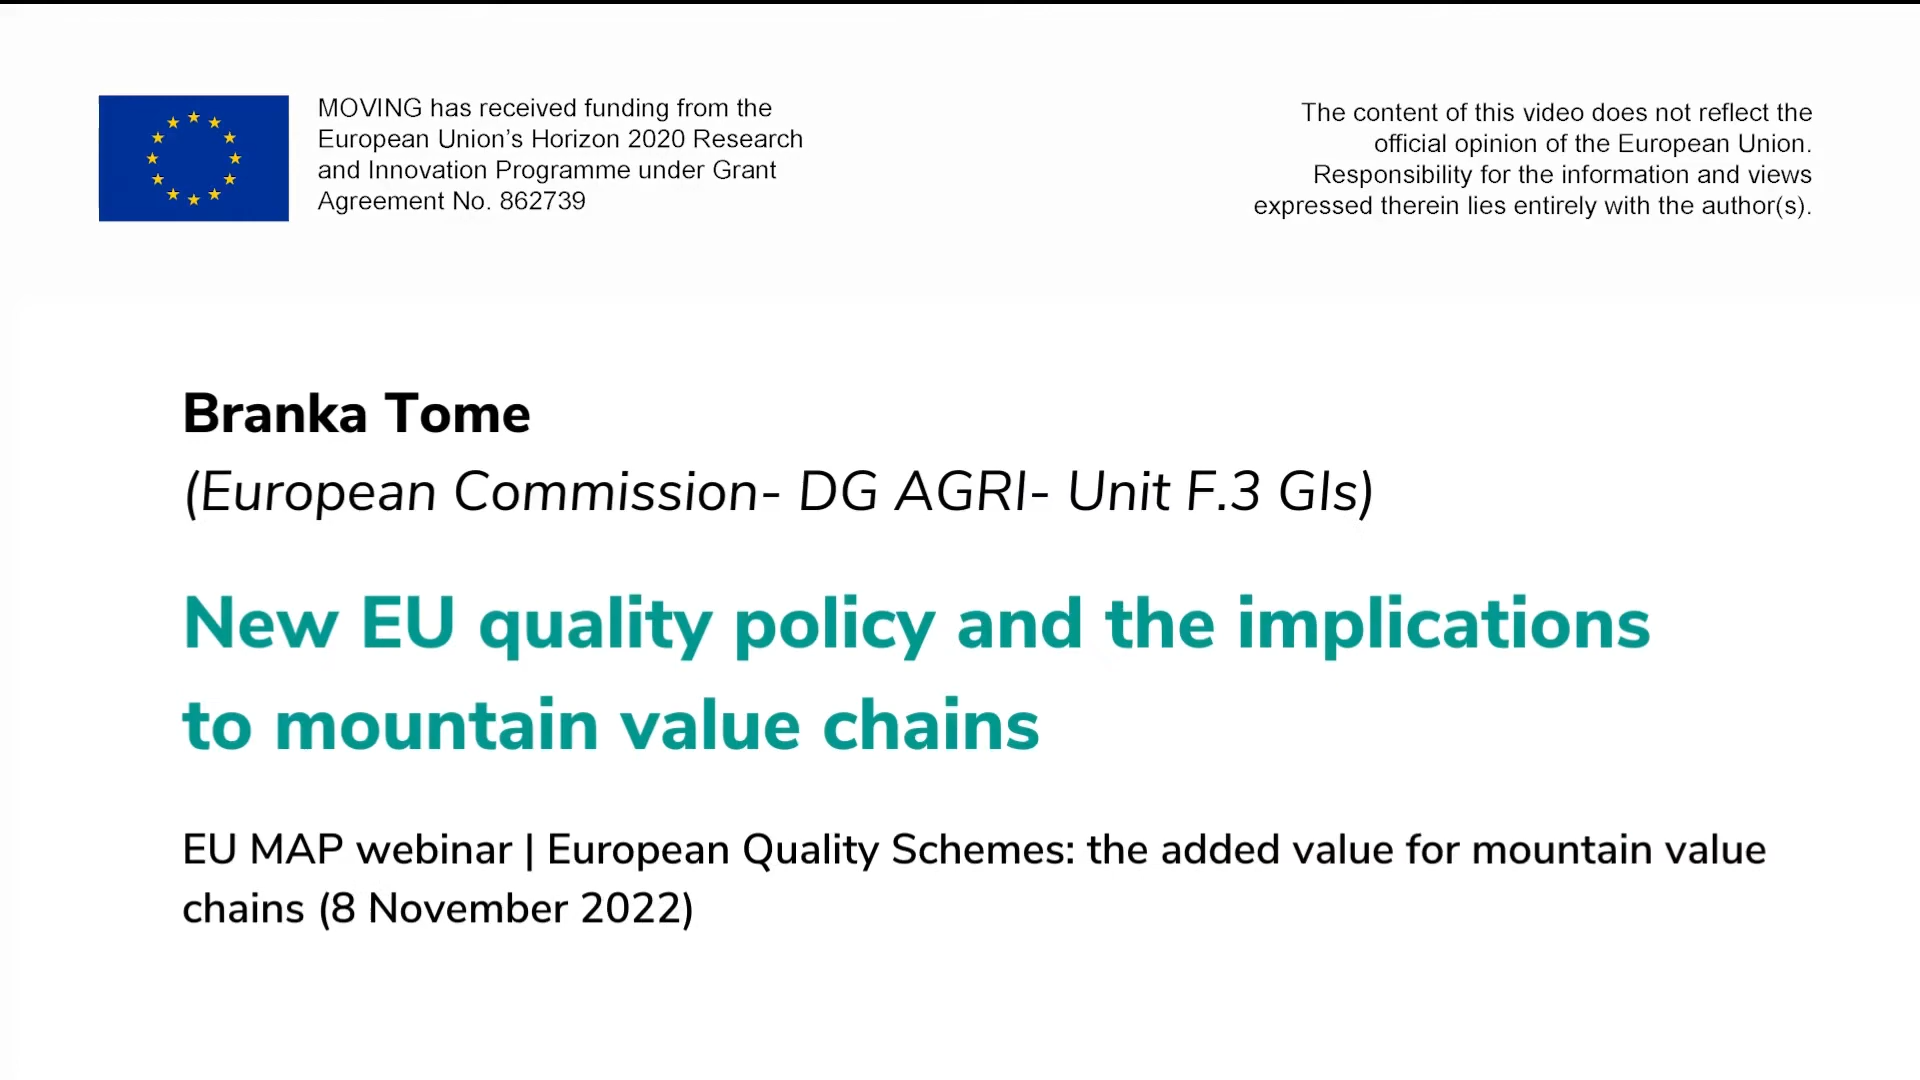 MOVING has received funding from the
European Union’s Horizon 2020 Research
and Innovation Programme under Grant
Agreement No. 862739
The content of this video does not reflect the
official opinion of the European Union.
Responsibility for the information and views
expressed therein lies entirely with the author(s).
Branka Tome
(European Commission- DG AGRI- Unit F.3 GIs)
New EU quality policy and the implications
to mountain value chains
EU MAP webinar | European Quality Schemes: the added value for mountain value
chains (8 November 2022)